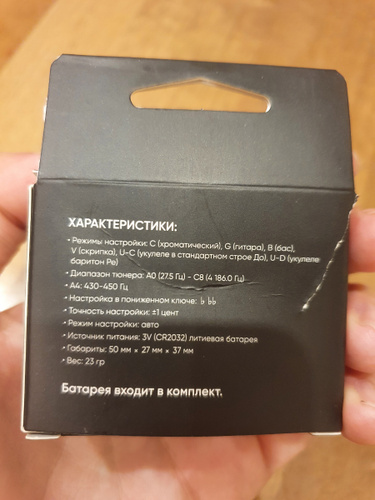 ХАРАКТЕРИСТИКИ:
• Режимы настройки: C (хроматический), G (гитара), B (бас),
V (скрипка), U-C (укулеле в стандартном строе До), U-D (укулеле
баритон Ре)
• Диапазон тюнера: A0 (27.5 Гц) - C8 (4 186.0 Гц)
• A4: 430-450 Гц
• Настройка в пониженном ключе: ♭ ♭♭
• Точность настройки: ±1 цент
• Режим настройки: авто
• Источник питания: 3V (CR2032) литиевая батарея
• Габариты: 50 мм × 27 мм × 37 мм
• Вес: 23 гр
Батарея входит в комплект.